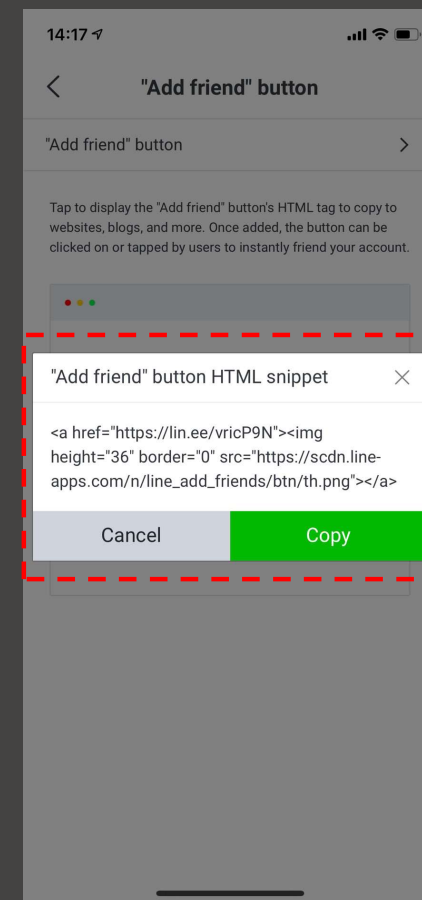 14:17
"Add friend" button
"Add friend" button
Tap to display the "Add friend" button's HTML tag to copy to
websites, blogs, and more. Once added, the button can be
clicked on or tapped by users to instantly friend your account.
"Add friend" button HTML snippet
<a href="https://lin.ee/vricP9N"><img
height="36" border="0" src="https://scdn.line-
apps.com/n/line_add_friends/btn/th.png"></a>
Cancel Copy